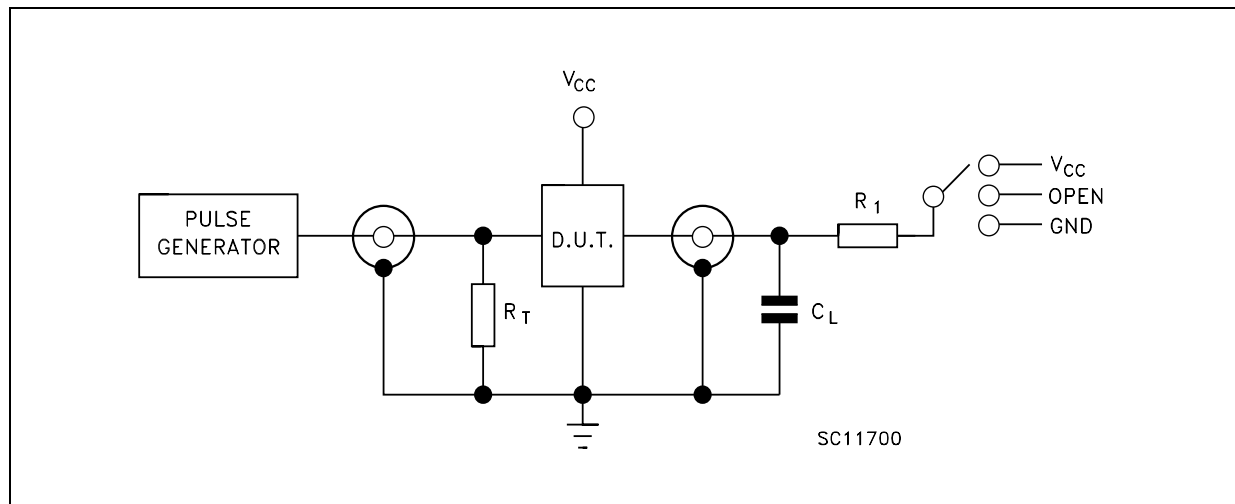 VCC
PULSE
GENERATOR
D.U.T.
RT
CL
R1
VCC
OPEN
GND
SC11700